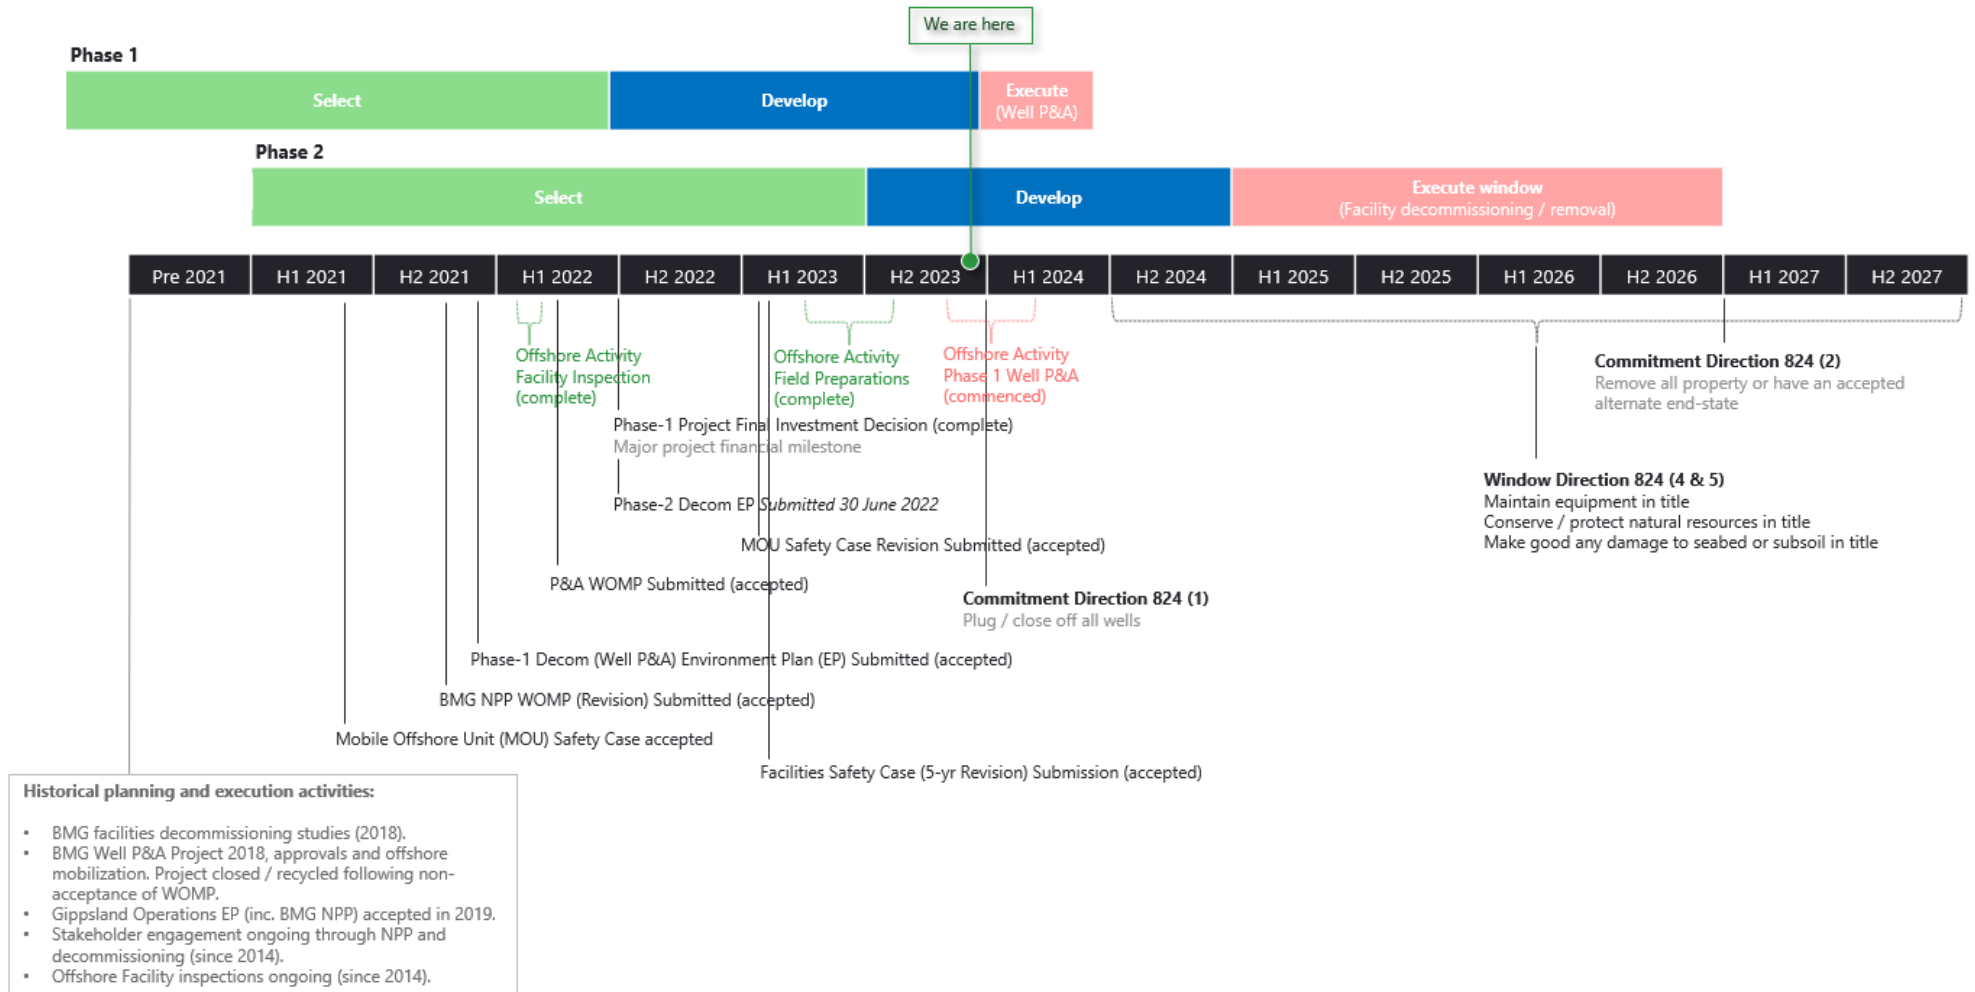 We are here
Phase 1
Select
Develop
Execute
(Well P&A)
Phase 2
Select
Develop
Execute window
(Facility decommissioning / removal)
Pre 2021
H1 2021
H2 2021
H1 2022
H2 2022
H1 2023
H2 2023
H1 2024
H2 2024
H1 2025
H2 2025
H1 2026
H2 2026
H1 2027
H2 2027
Offshore Activity
Facility Inspection
(complete)
Offshore Activity
Field Preparations
(complete)
Offshore Activity
Phase 1 Well P&A
(commenced)
Commitment Direction 824 (2)
Remove all property or have an accepted
alternate end-state
Phase-1 Project Final Investment Decision (complete)
Major project financial milestone
Window Direction 824 (4 & 5)
Maintain equipment in title
Conserve / protect natural resources in title
Make good any damage to seabed or subsoil in title
Phase-2 Decom EP Submitted 30 June 2022
MOU Safety Case Revision Submitted (accepted)
P&A WOMP Submitted (accepted)
Commitment Direction 824 (1)
Plug / close off all wells
Phase-1 Decom (Well P&A) Environment Plan (EP) Submitted (accepted)
BMG NPP WOMP (Revision) Submitted (accepted)
Mobile Offshore Unit (MOU) Safety Case accepted
Facilities Safety Case (5-yr Revision) Submission (accepted)
Historical planning and execution activities:
• BMG facilities decommissioning studies (2018).
• BMG Well P&A Project 2018, approvals and offshore
mobilization. Project closed / recycled following non-
acceptance of WOMP.
• Gippsland Operations EP (inc. BMG NPP) accepted in 2019.
• Stakeholder engagement ongoing through NPP and
decommissioning (since 2014).
• Offshore Facility inspections ongoing (since 2014).